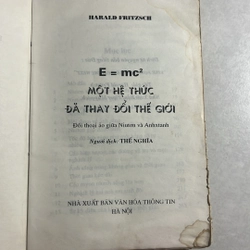 HARALD FRITZSCH
E = mc²
MỘT HỆ THỨC
ĐÃ THAY ĐỔI THẾ GIỚI
Đối thoại ảo giữa Niutơn và Anhxtanh
Người dịch: THẾ NGHĨA
NHÀ XUẤT BẢN VĂN HÓA THÔNG TIN
HÀ NỘI